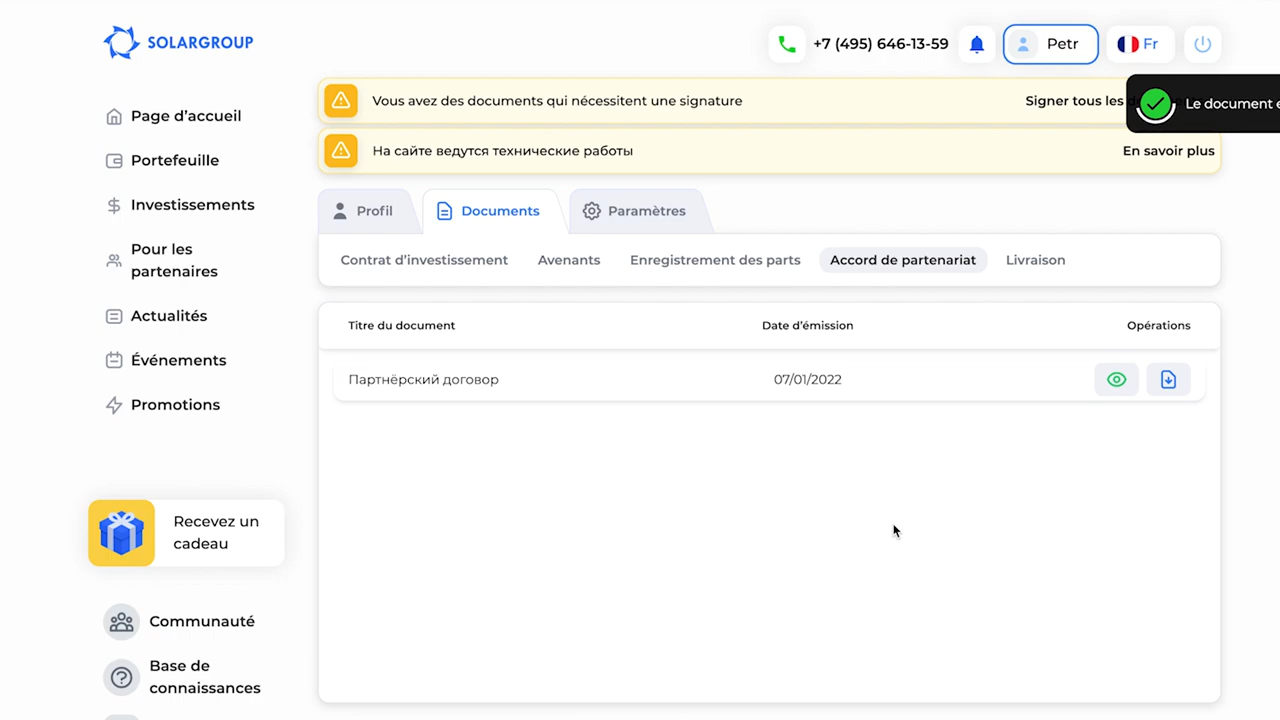 SOLARGROUP
+7 (495) 646-13-59
Petr
Fr
Page d’accueil
Portefeuille
Investissements
Pour les
partenaires
Actualités
Événements
Promotions
Recevez un
cadeau
Communauté
Base de
connaissances
Vous avez des documents qui nécessitent une signature
Signer tous les
Le document
На сайте ведутся технические работы
En savoir plus
Profil
Documents
Paramètres
Contrat d’investissement
Avenants
Enregistrement des parts
Accord de partenariat
Livraison
Titre du document
Date d’émission
Opérations
Партнёрский договор
07/01/2022